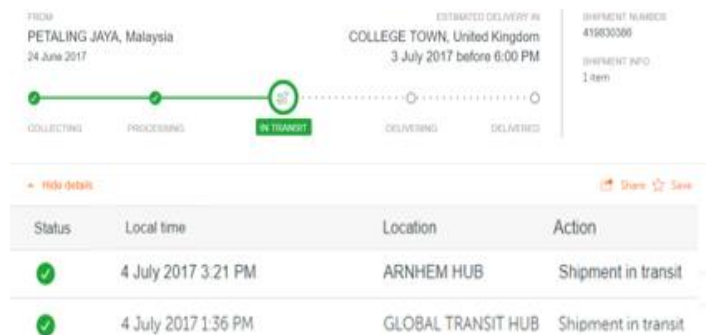 FROM
PETALING JAYA, Malaysia
24 June 2017
ESTIMATED DELIVERY IN
COLLEGE TOWN, United Kingdom
3 July 2017 before 6:00 PM
SHIPMENT NUMBER
419830386
SHIPMENT INFO
1 item
COLLECTING
PROCESSING
IN TRANSIT
DELIVERING
DELIVERED
Hide details
Share
Save
Status Local time Location Action
4 July 2017 3:21 PM ARNHEM HUB Shipment in transit
4 July 2017 1:36 PM GLOBAL TRANSIT HUB Shipment in transit